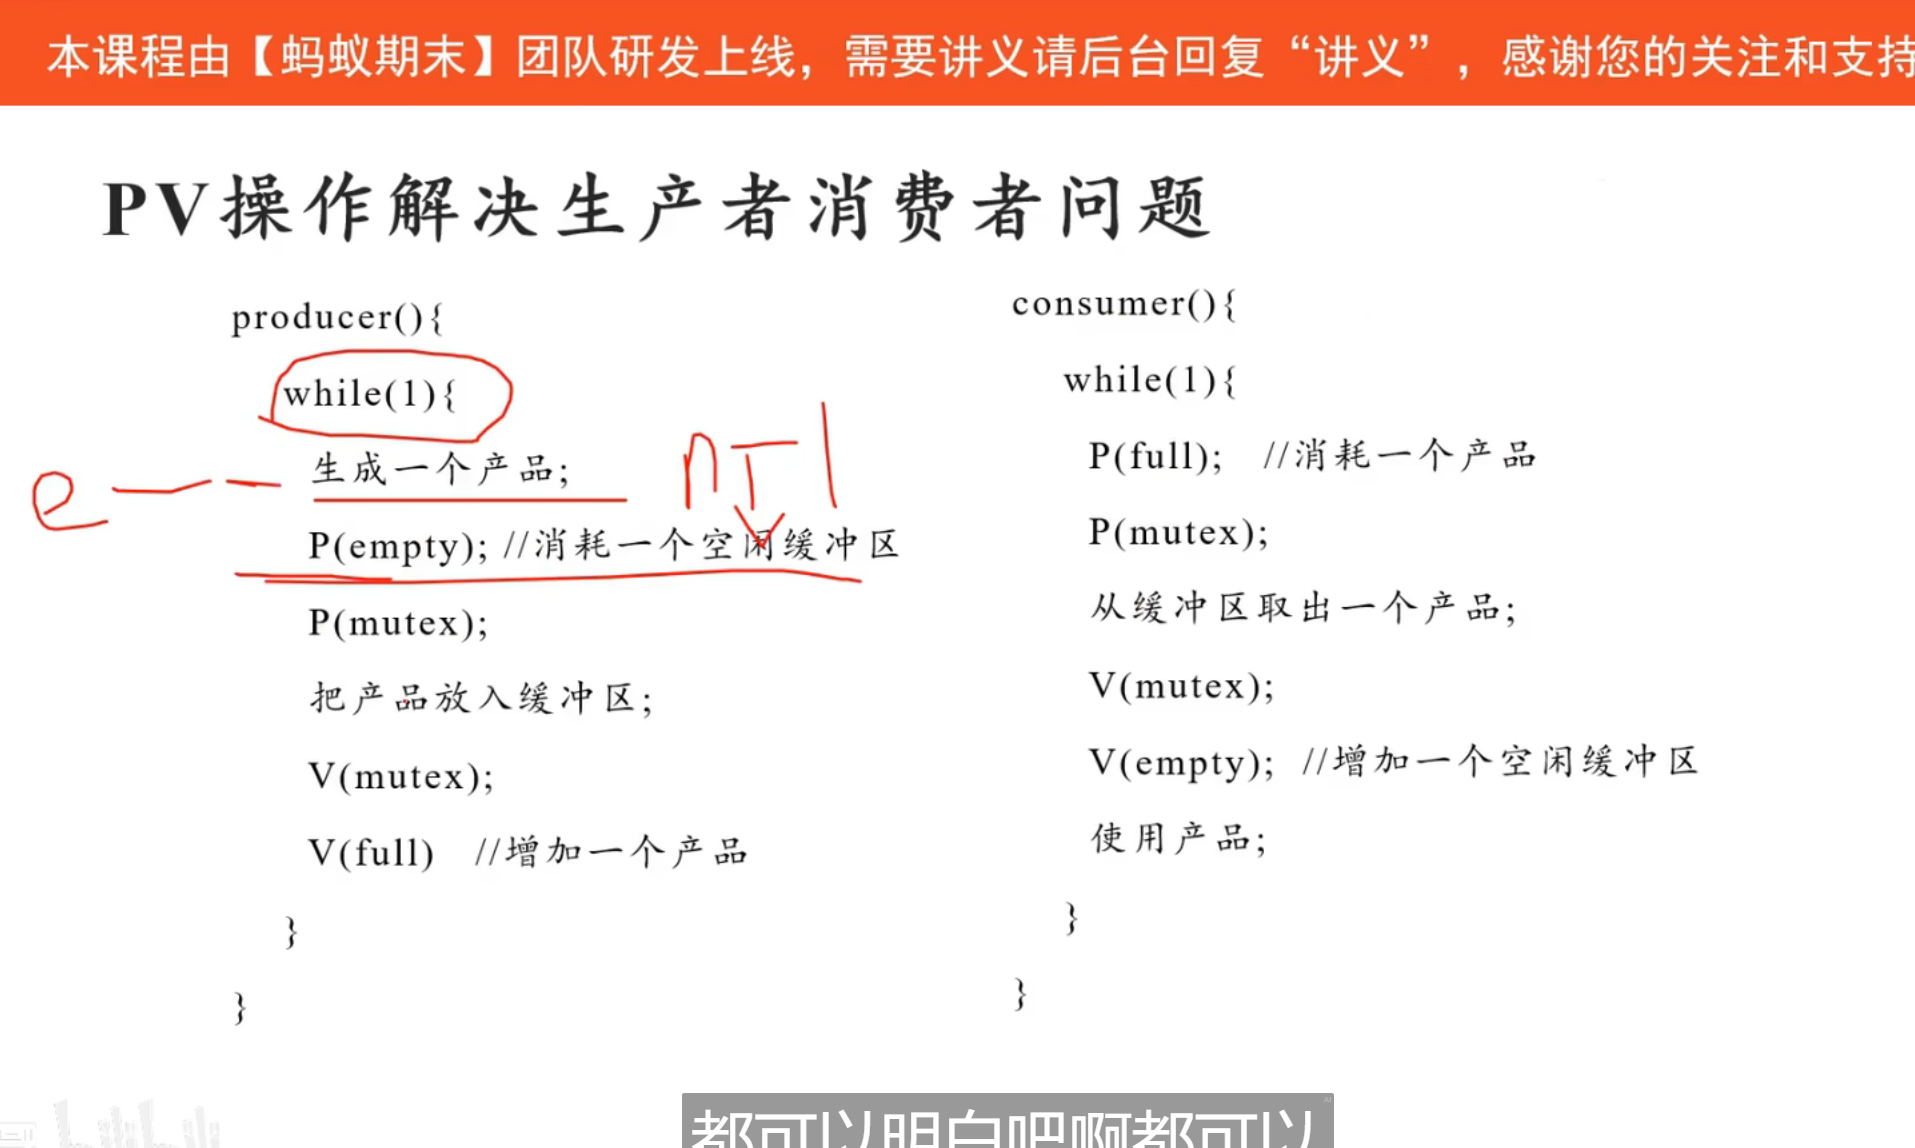 本课程由【蚂蚁期末】团队研发上线，需要讲义请后台回复“讲义”，感谢您的关注和支持
PV操作解决生产者消费者问题
producer(){
while(1){
生成一个产品;
P(empty); //消耗一个空闲缓冲区
P(mutex);
把产品放入缓冲区;
V(mutex);
V(full) //增加一个产品
}
}
e
n-1
consumer(){
while(1){
P(full); //消耗一个产品
P(mutex);
从缓冲区取出一个产品;
V(mutex);
V(empty); //增加一个空闲缓冲区
使用产品;
}
}
都可以明白吧啊都可以